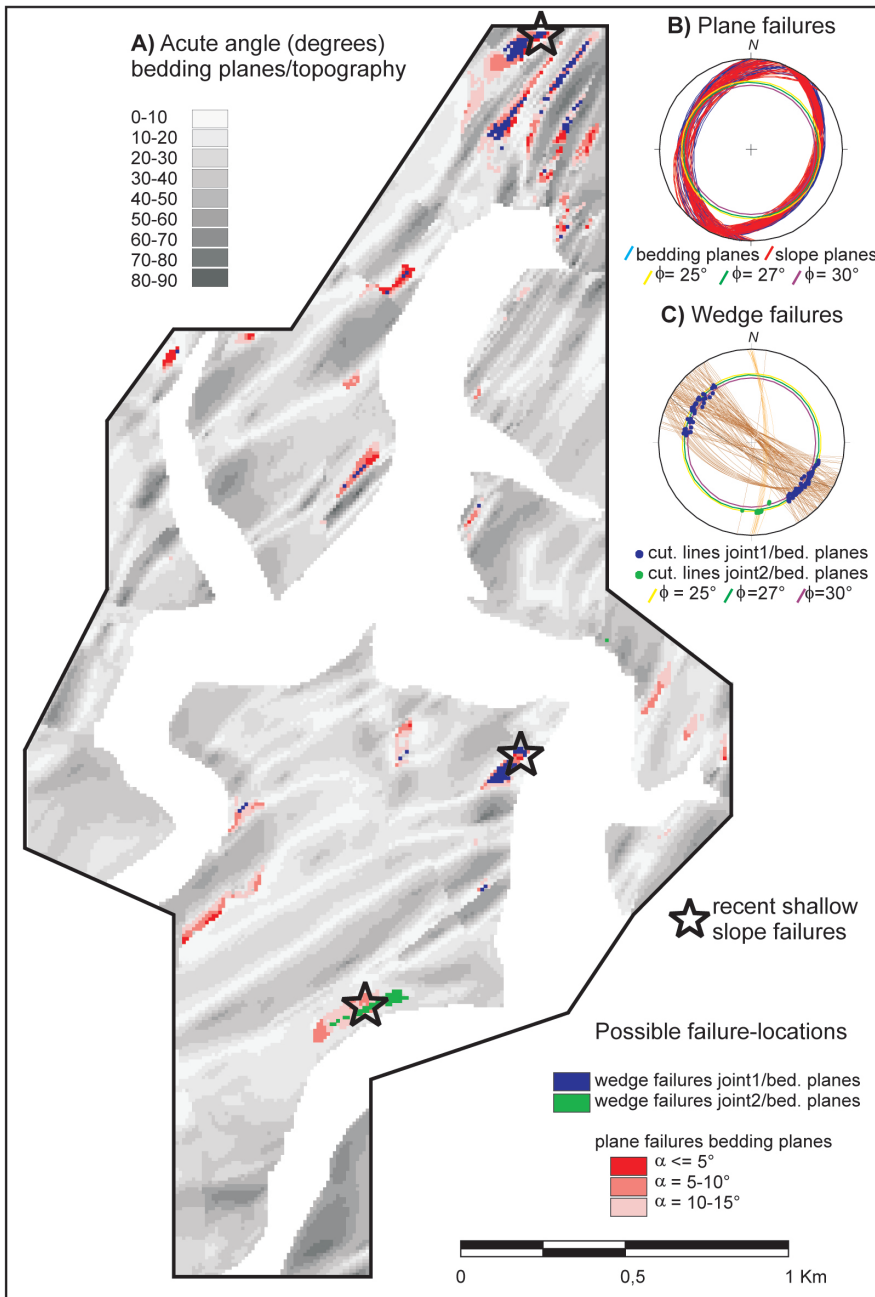 A) Acute angle (degrees)
bedding planes/topography
0-10
10-20
20-30
30-40
40-50
50-60
60-70
70-80
80-90
B) Plane failures
N
bedding planes slope planes
ϕ= 25° ϕ= 27° ϕ= 30°
C) Wedge failures
N
cut. lines joint1/bed. planes
cut. lines joint2/bed. planes
ϕ = 25° ϕ=27° ϕ=30°
recent shallow
slope failures
Possible failure-locations
wedge failures joint1/bed. planes
wedge failures joint2/bed. planes
plane failures bedding planes
α <= 5°
α = 5-10°
α = 10-15°
0 0,5 1 Km